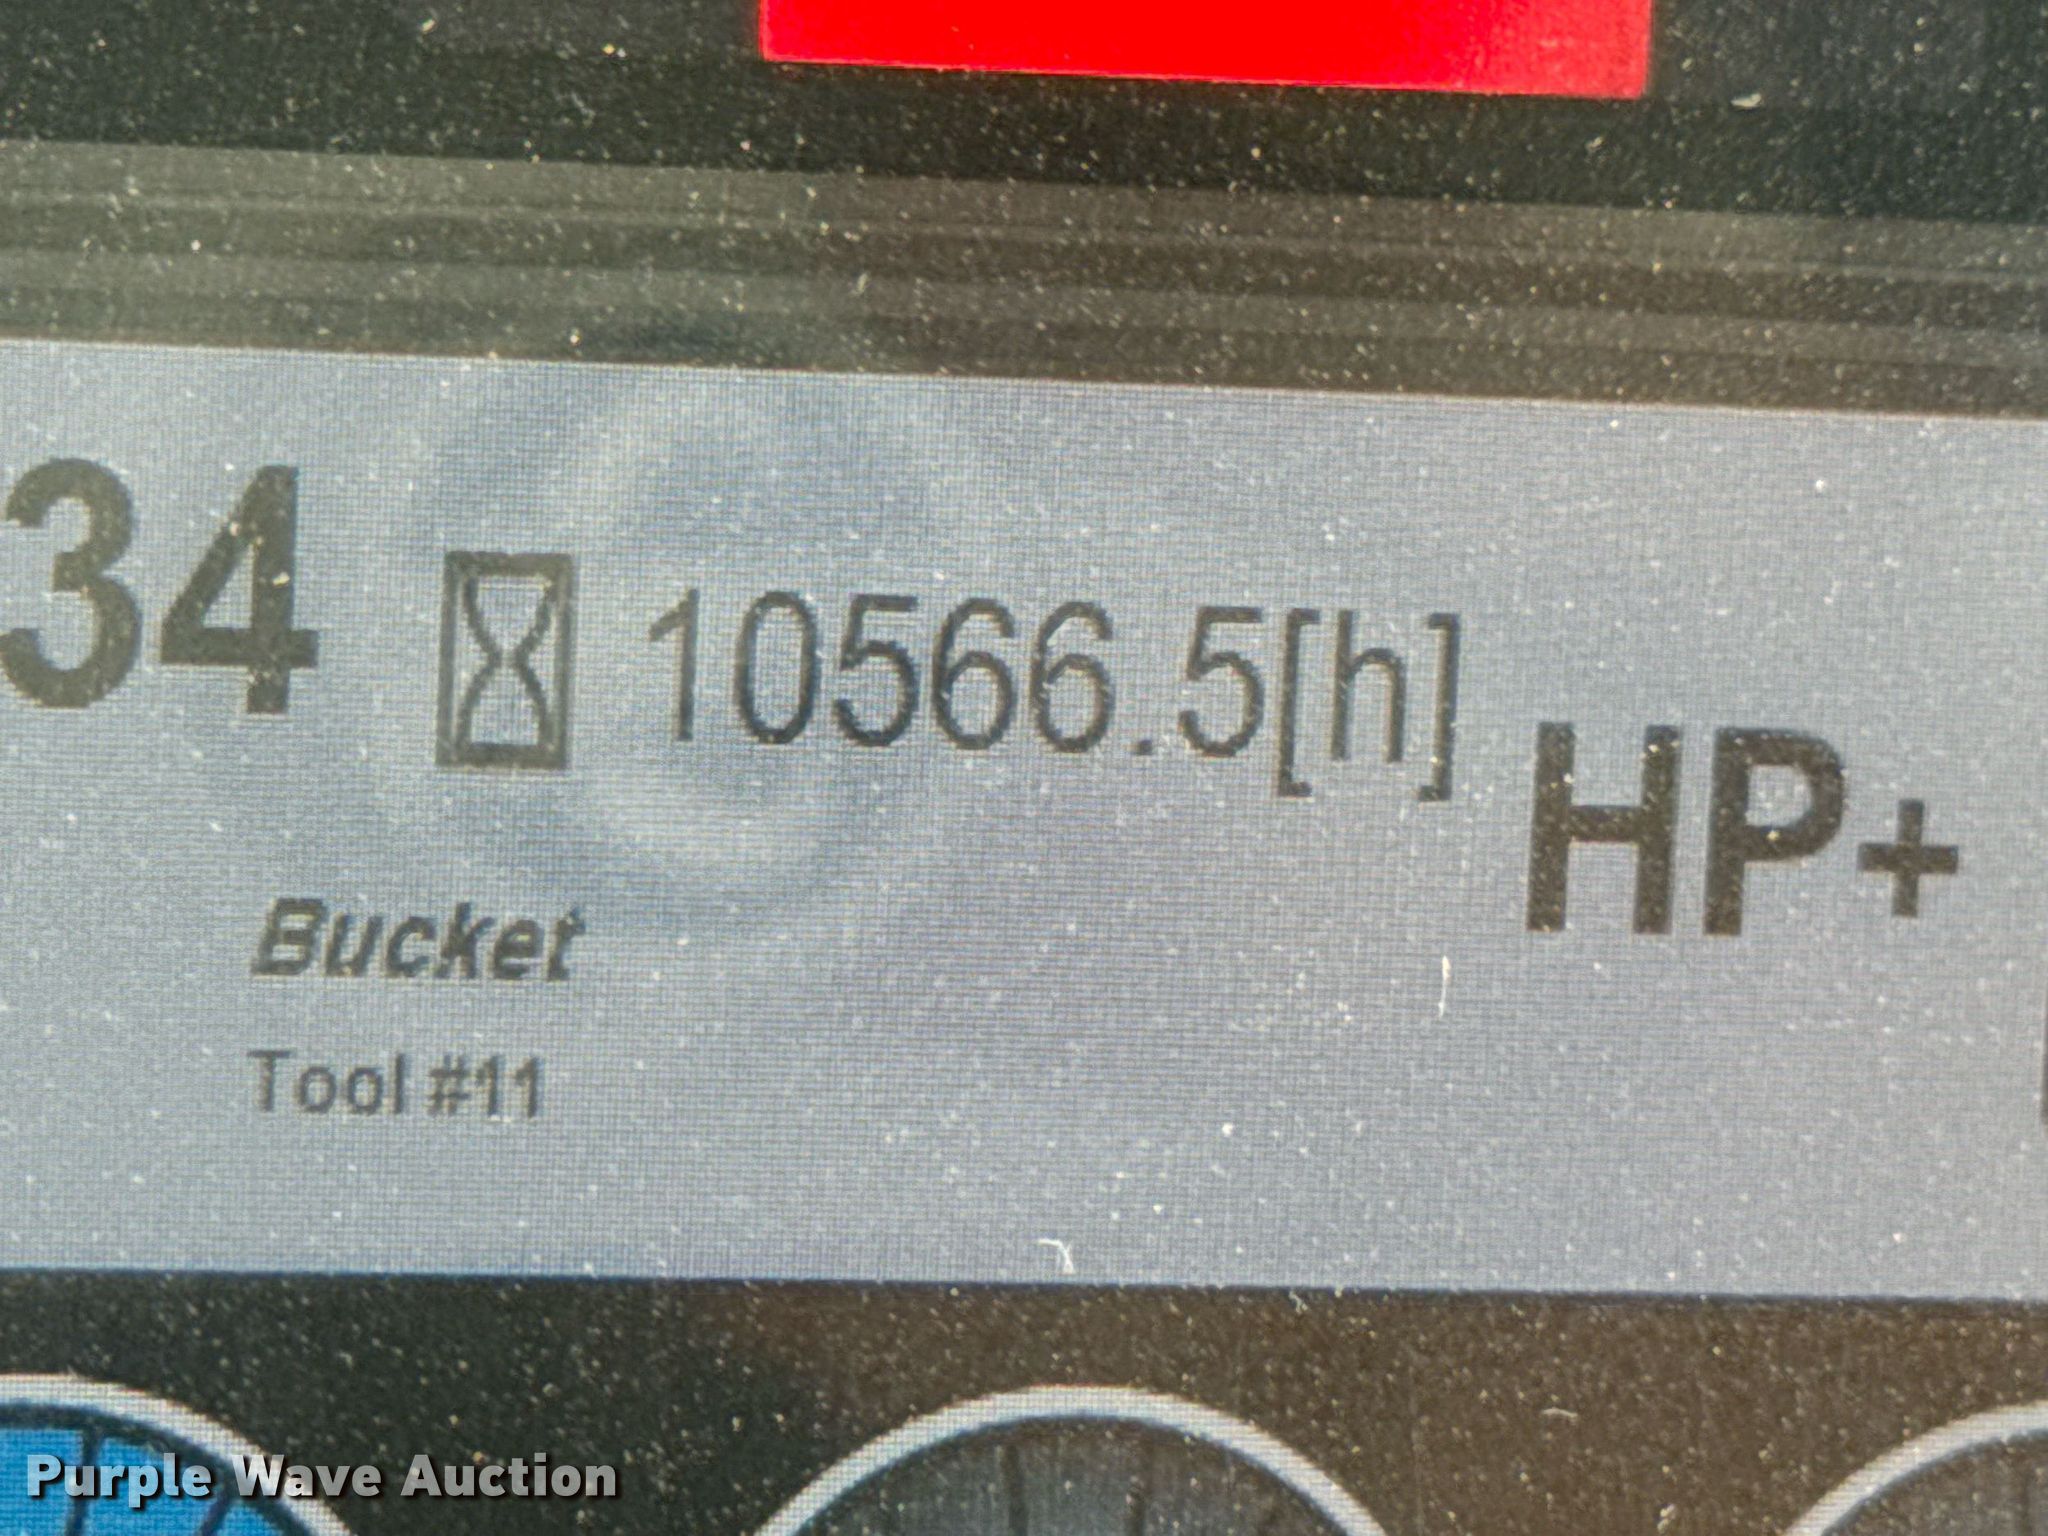 34 10566.5[h]
HP+
Bucket
Tool #11
Purple Wave Auction